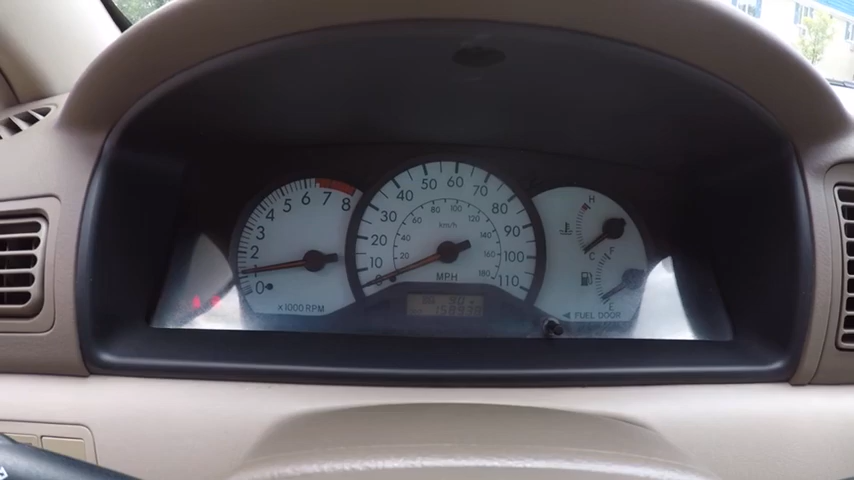 0 1 2 3 4 5 6 7 8
x1000 RPM
0 10 20 30 40 50 60 70 80 90 100 110
20 40 60 80 100 120 140 160 180
km/h
MPH
H
C
F
E
◀ FUEL DOOR